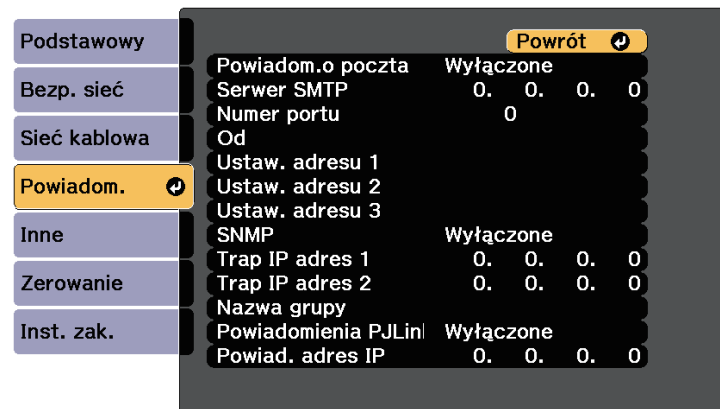 Podstawowy
Bezp. sieć
Sieć kablowa
Powiadom.
Inne
Zerowanie
Inst. zak.
Powrót
Powiadom.o poczta Wyłączone
Serwer SMTP 0. 0. 0. 0
Numer portu 0
Od
Ustaw. adresu 1
Ustaw. adresu 2
Ustaw. adresu 3
SNMP Wyłączone
Trap IP adres 1 0. 0. 0. 0
Trap IP adres 2 0. 0. 0. 0
Nazwa grupy
Powiadomienia PJLin Wyłączone
Powiad. adres IP 0. 0. 0. 0